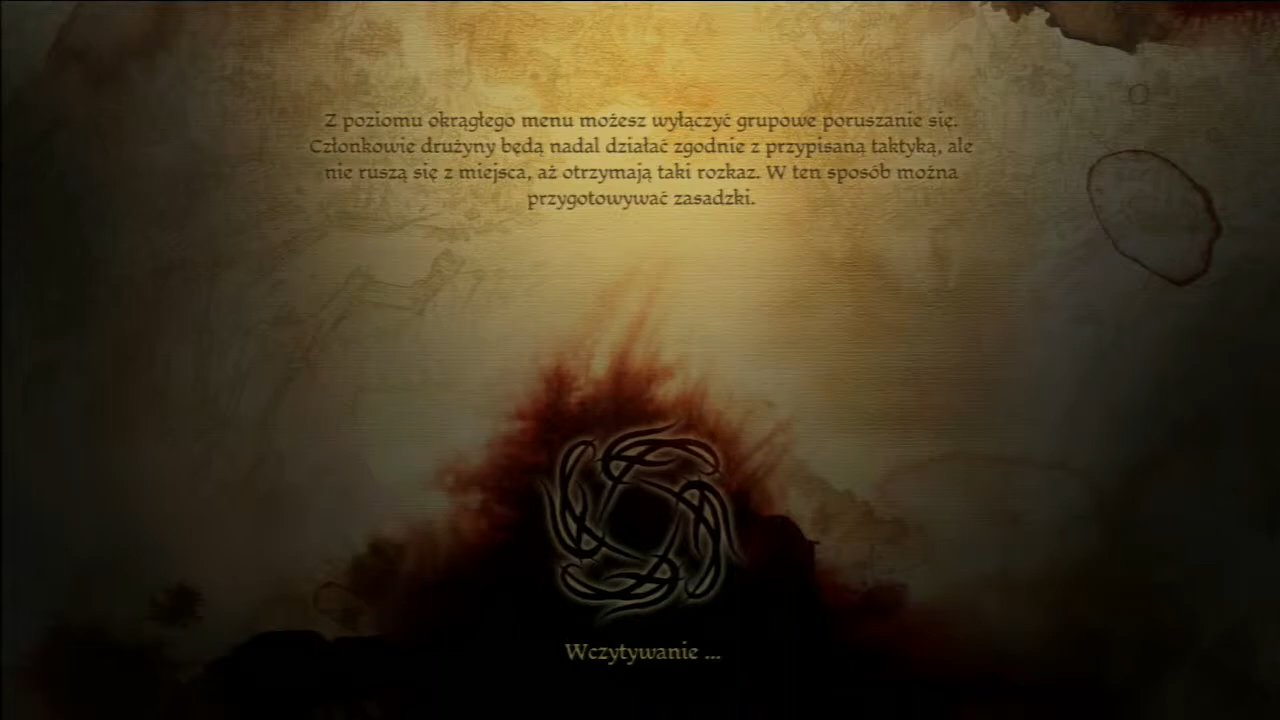 Z poziomu okrągłego menu możesz wyłączyć grupowe poruszanie się.
Członkowie drużyny będą nadal działać zgodnie z przypisaną taktyką, ale
nie ruszą się z miejsca, aż otrzymają taki rozkaz. W ten sposób można
przygotowywać zasadzki.
Wczytywanie ...